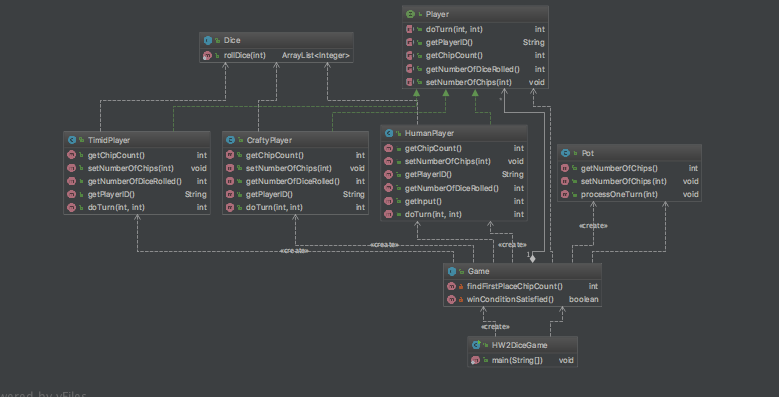 Player
doTurn(int, int) int
getPlayerID() String
getChipCount() int
getNumberOfDiceRolled() int
setNumberOfChips(int) void
Dice
rollDice(int) ArrayList<Integer>
TimidPlayer
getChipCount() int
setNumberOfChips(int) void
getNumberOfDiceRolled() int
getPlayerID() String
doTurn(int, int) int
CraftyPlayer
getChipCount() int
setNumberOfChips(int) void
getNumberOfDiceRolled() int
getPlayerID() String
doTurn(int, int) int
HumanPlayer
getChipCount() int
setNumberOfChips(int) void
getPlayerID() String
getNumberOfDiceRolled() int
getInput() int
doTurn(int, int) int
Pot
getNumberOfChips() int
setNumberOfChips(int) void
processOneTurn(int) void
«create»
«create»
«create»
«create»
1
Game
findFirstPlaceChipCount() int
winConditionSatisfied() boolean
«create»
HW2DiceGame
main(String[]) void